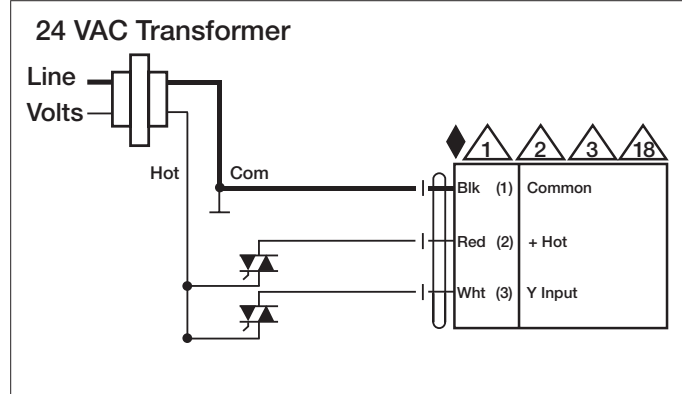 24 VAC Transformer
Line
Volts
Hot
Com
1 2 3 18
Blk (1) Common
Red (2) + Hot
Wht (3) Y Input